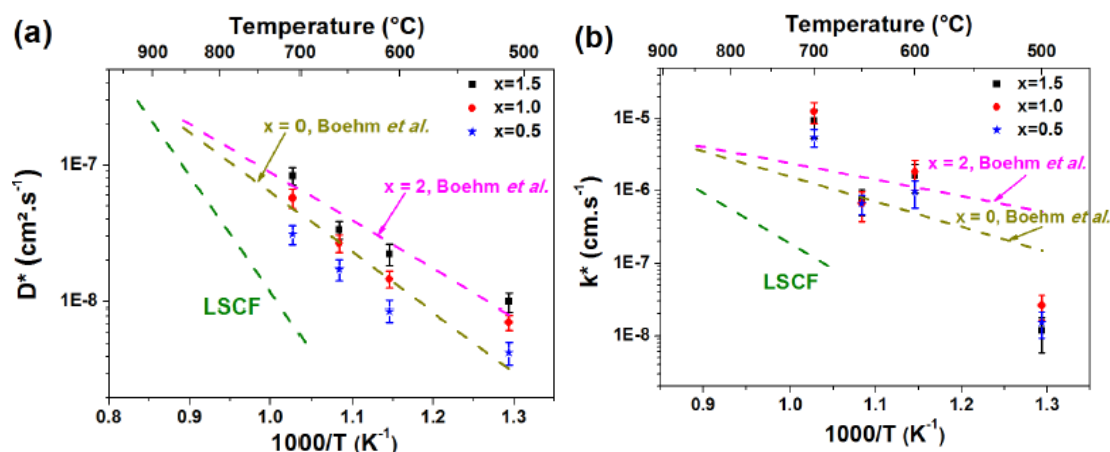 (a)
Temperature (°C)
900 800 700 600 500
x=1.5
x=1.0
x=0.5
x = 0, Boehm et al.
x = 2, Boehm et al.
LSCF
1E-7
1E-8
D* (cm².s⁻¹)
0.8 0.9 1.0 1.1 1.2 1.3
1000/T (K⁻¹)
(b)
Temperature (°C)
900 800 700 600 500
x=1.5
x=1.0
x=0.5
x = 2, Boehm et al.
x = 0, Boehm et al.
LSCF
1E-5
1E-6
1E-7
1E-8
k* (cm.s⁻¹)
0.9 1.0 1.1 1.2 1.3
1000/T (K⁻¹)